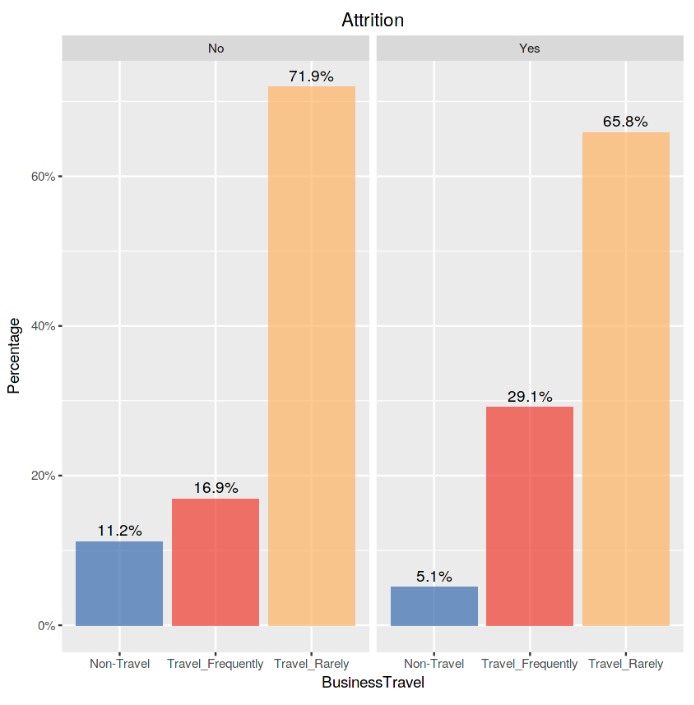 Attrition
No Yes
71.9%
65.8%
60%
40%
29.1%
20%
16.9%
11.2%
5.1%
0%
Percentage
Non-Travel Travel_Frequently Travel_Rarely Non-Travel Travel_Frequently Travel_Rarely
BusinessTravel